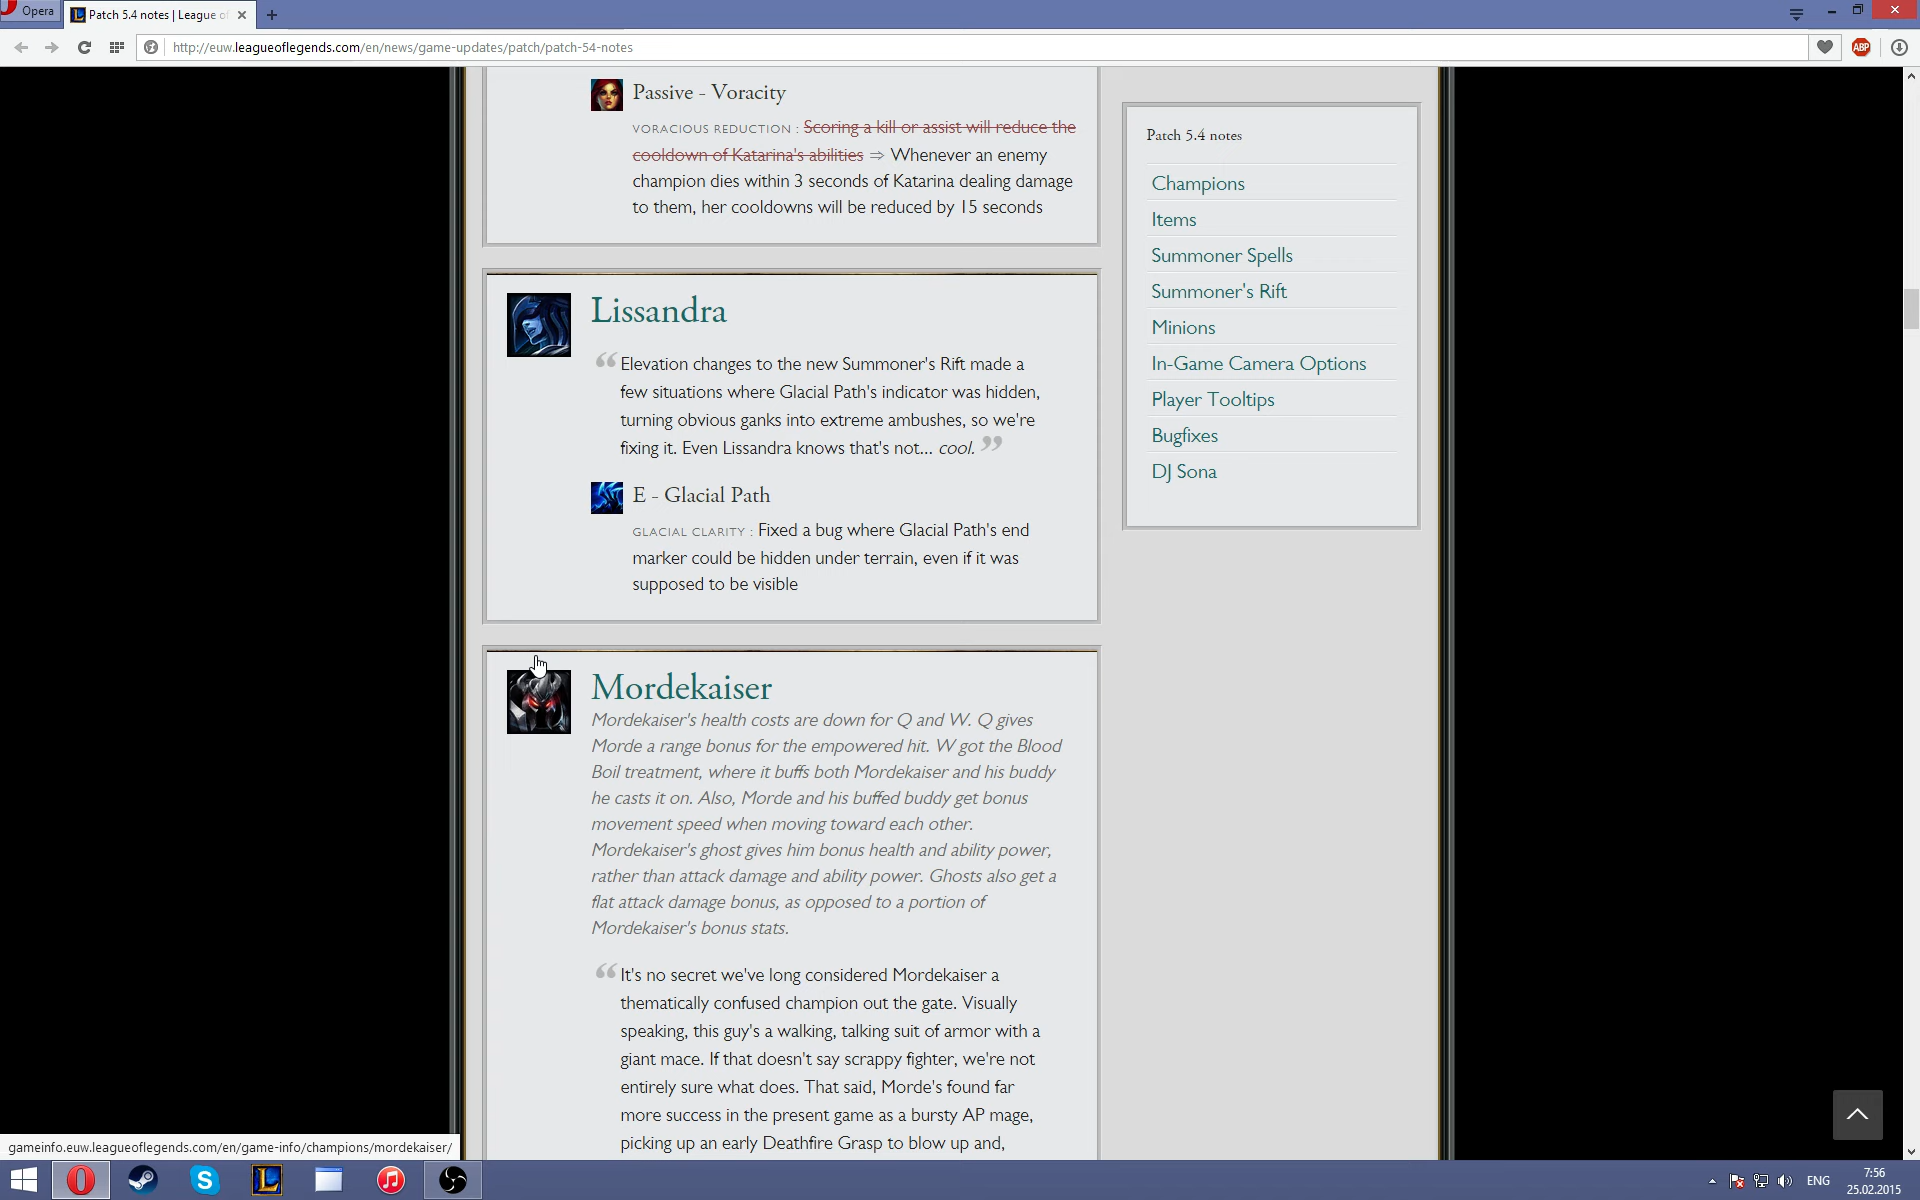 Opera
Patch 5.4 notes | League of
http://euw.leagueoflegends.com/en/news/game-updates/patch/patch-54-notes
ABP
Passive - Voracity
VORACIOUS REDUCTION : Scoring a kill or assist will reduce the
cooldown of Katarina's abilities ⇒ Whenever an enemy
champion dies within 3 seconds of Katarina dealing damage
to them, her cooldowns will be reduced by 15 seconds
Lissandra
“ Elevation changes to the new Summoner's Rift made a
few situations where Glacial Path's indicator was hidden,
turning obvious ganks into extreme ambushes, so we're
fixing it. Even Lissandra knows that's not... cool. ”
E - Glacial Path
GLACIAL CLARITY : Fixed a bug where Glacial Path's end
marker could be hidden under terrain, even if it was
supposed to be visible
Mordekaiser
Mordekaiser's health costs are down for Q and W. Q gives
Morde a range bonus for the empowered hit. W got the Blood
Boil treatment, where it buffs both Mordekaiser and his buddy
he casts it on. Also, Morde and his buffed buddy get bonus
movement speed when moving toward each other.
Mordekaiser's ghost gives him bonus health and ability power,
rather than attack damage and ability power. Ghosts also get a
flat attack damage bonus, as opposed to a portion of
Mordekaiser's bonus stats.
“ It's no secret we've long considered Mordekaiser a
thematically confused champion out the gate. Visually
speaking, this guy's a walking, talking suit of armor with a
giant mace. If that doesn't say scrappy fighter, we're not
entirely sure what does. That said, Morde's found far
more success in the present game as a bursty AP mage,
picking up an early Deathfire Grasp to blow up and,
Patch 5.4 notes
Champions
Items
Summoner Spells
Summoner's Rift
Minions
In-Game Camera Options
Player Tooltips
Bugfixes
DJ Sona
gameinfo.euw.leagueoflegends.com/en/game-info/champions/mordekaiser/
ENG
7:56
25.02.2015